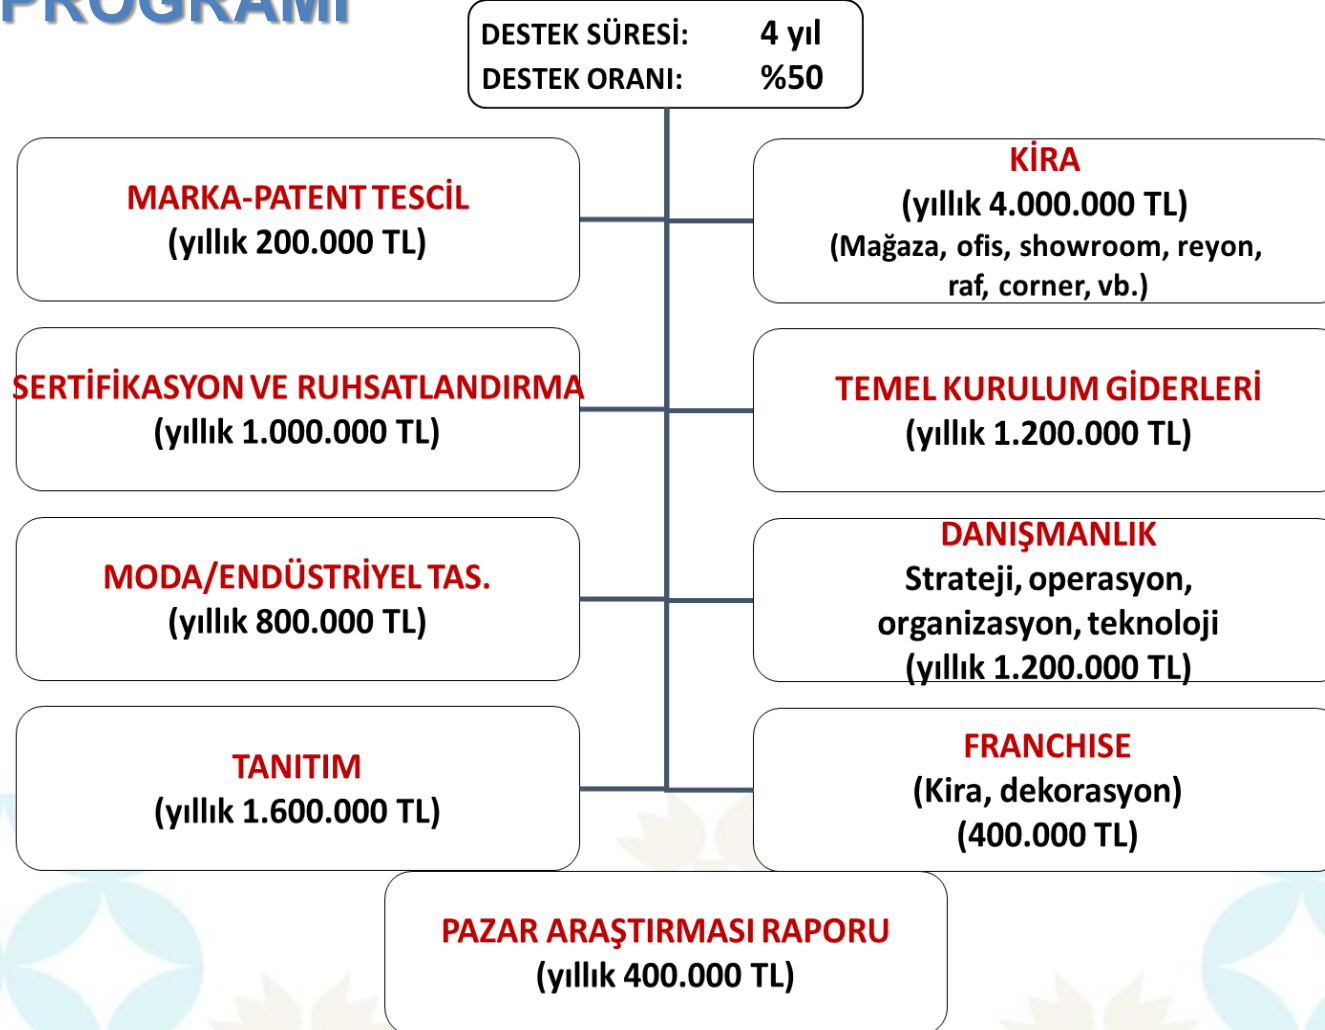 PROGRAMI
DESTEK SÜRESİ: 4 yıl
DESTEK ORANI: %50
MARKA-PATENT TESCİL
(yıllık 200.000 TL)
KİRA
(yıllık 4.000.000 TL)
(Mağaza, ofis, showroom, reyon,
raf, corner, vb.)
SERTİFİKASYON VE RUHSATLANDIRMA
(yıllık 1.000.000 TL)
TEMEL KURULUM GİDERLERİ
(yıllık 1.200.000 TL)
MODA/ENDÜSTRİYEL TAS.
(yıllık 800.000 TL)
DANIŞMANLIK
Strateji, operasyon,
organizasyon, teknoloji
(yıllık 1.200.000 TL)
TANITIM
(yıllık 1.600.000 TL)
FRANCHISE
(Kira, dekorasyon)
(400.000 TL)
PAZAR ARAŞTIRMASI RAPORU
(yıllık 400.000 TL)